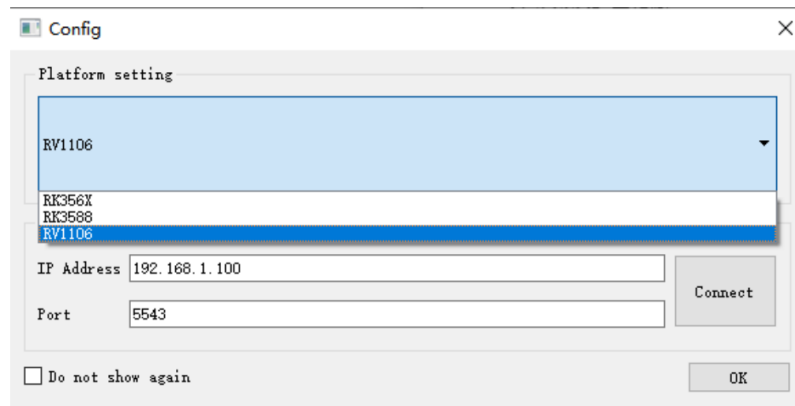 Config
Platform setting
RV1106
RK356X
RK3588
RV1106
IP Address 192.168.1.100
Connect
Port 5543
Do not show again
OK